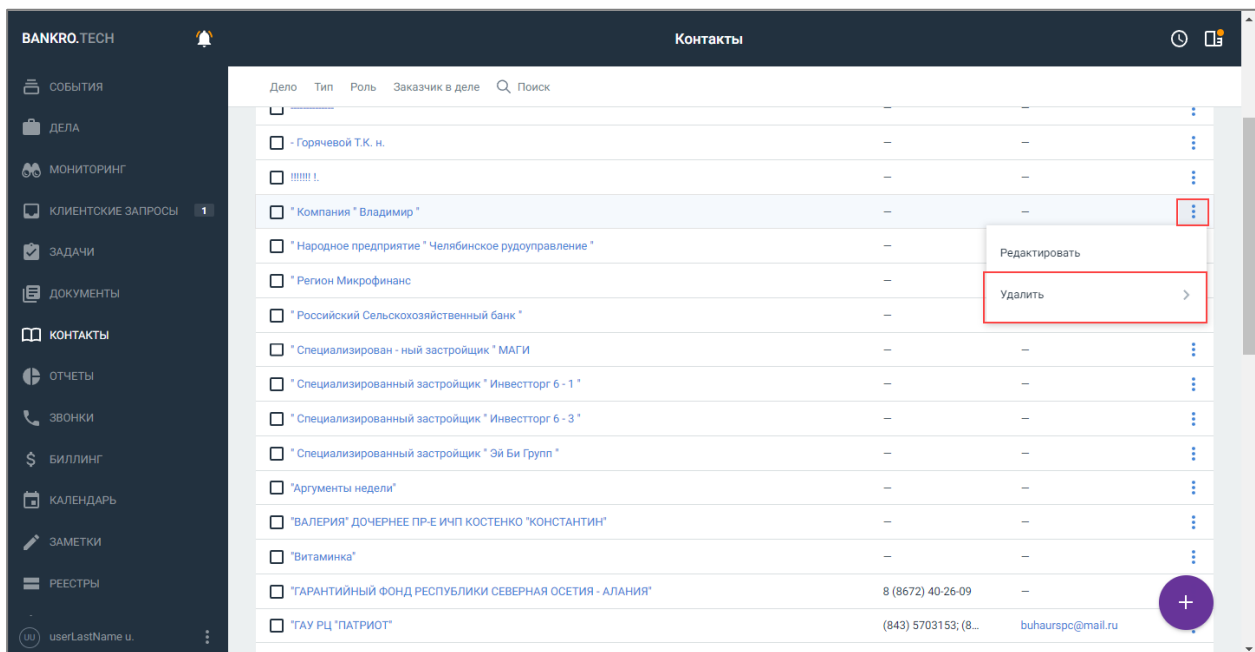 BANKRO.TECH
Контакты
СОБЫТИЯ
ДЕЛА
МОНИТОРИНГ
КЛИЕНТСКИЕ ЗАПРОСЫ 1
ЗАДАЧИ
ДОКУМЕНТЫ
КОНТАКТЫ
ОТЧЕТЫ
ЗВОНКИ
БИЛЛИНГ
КАЛЕНДАРЬ
ЗАМЕТКИ
РЕЕСТРЫ
UU userLastName u.
Дело Тип Роль Заказчик в деле Поиск
– –
- Горячевой Т.К. н. – –
!!!!!!! !. – –
" Компания " Владимир " – –
" Народное предприятие " Челябинское рудоуправление " –
" Регион Микрофинанс –
" Российский Сельскохозяйственный банк " –
" Специализирован - ный застройщик " МАГИ – –
" Специализированный застройщик " Инвестторг 6 - 1 " – –
" Специализированный застройщик " Инвестторг 6 - 3 " – –
" Специализированный застройщик " Эй Би Групп " – –
"Аргументы недели" – –
"ВАЛЕРИЯ" ДОЧЕРНЕЕ ПР-Е ИЧП КОСТЕНКО "КОНСТАНТИН" – –
"Витаминка" – –
"ГАРАНТИЙНЫЙ ФОНД РЕСПУБЛИКИ СЕВЕРНАЯ ОСЕТИЯ - АЛАНИЯ" 8 (8672) 40-26-09 –
"ГАУ РЦ "ПАТРИОТ" (843) 5703153; (8... buhaurspc@mail.ru
Редактировать
Удалить